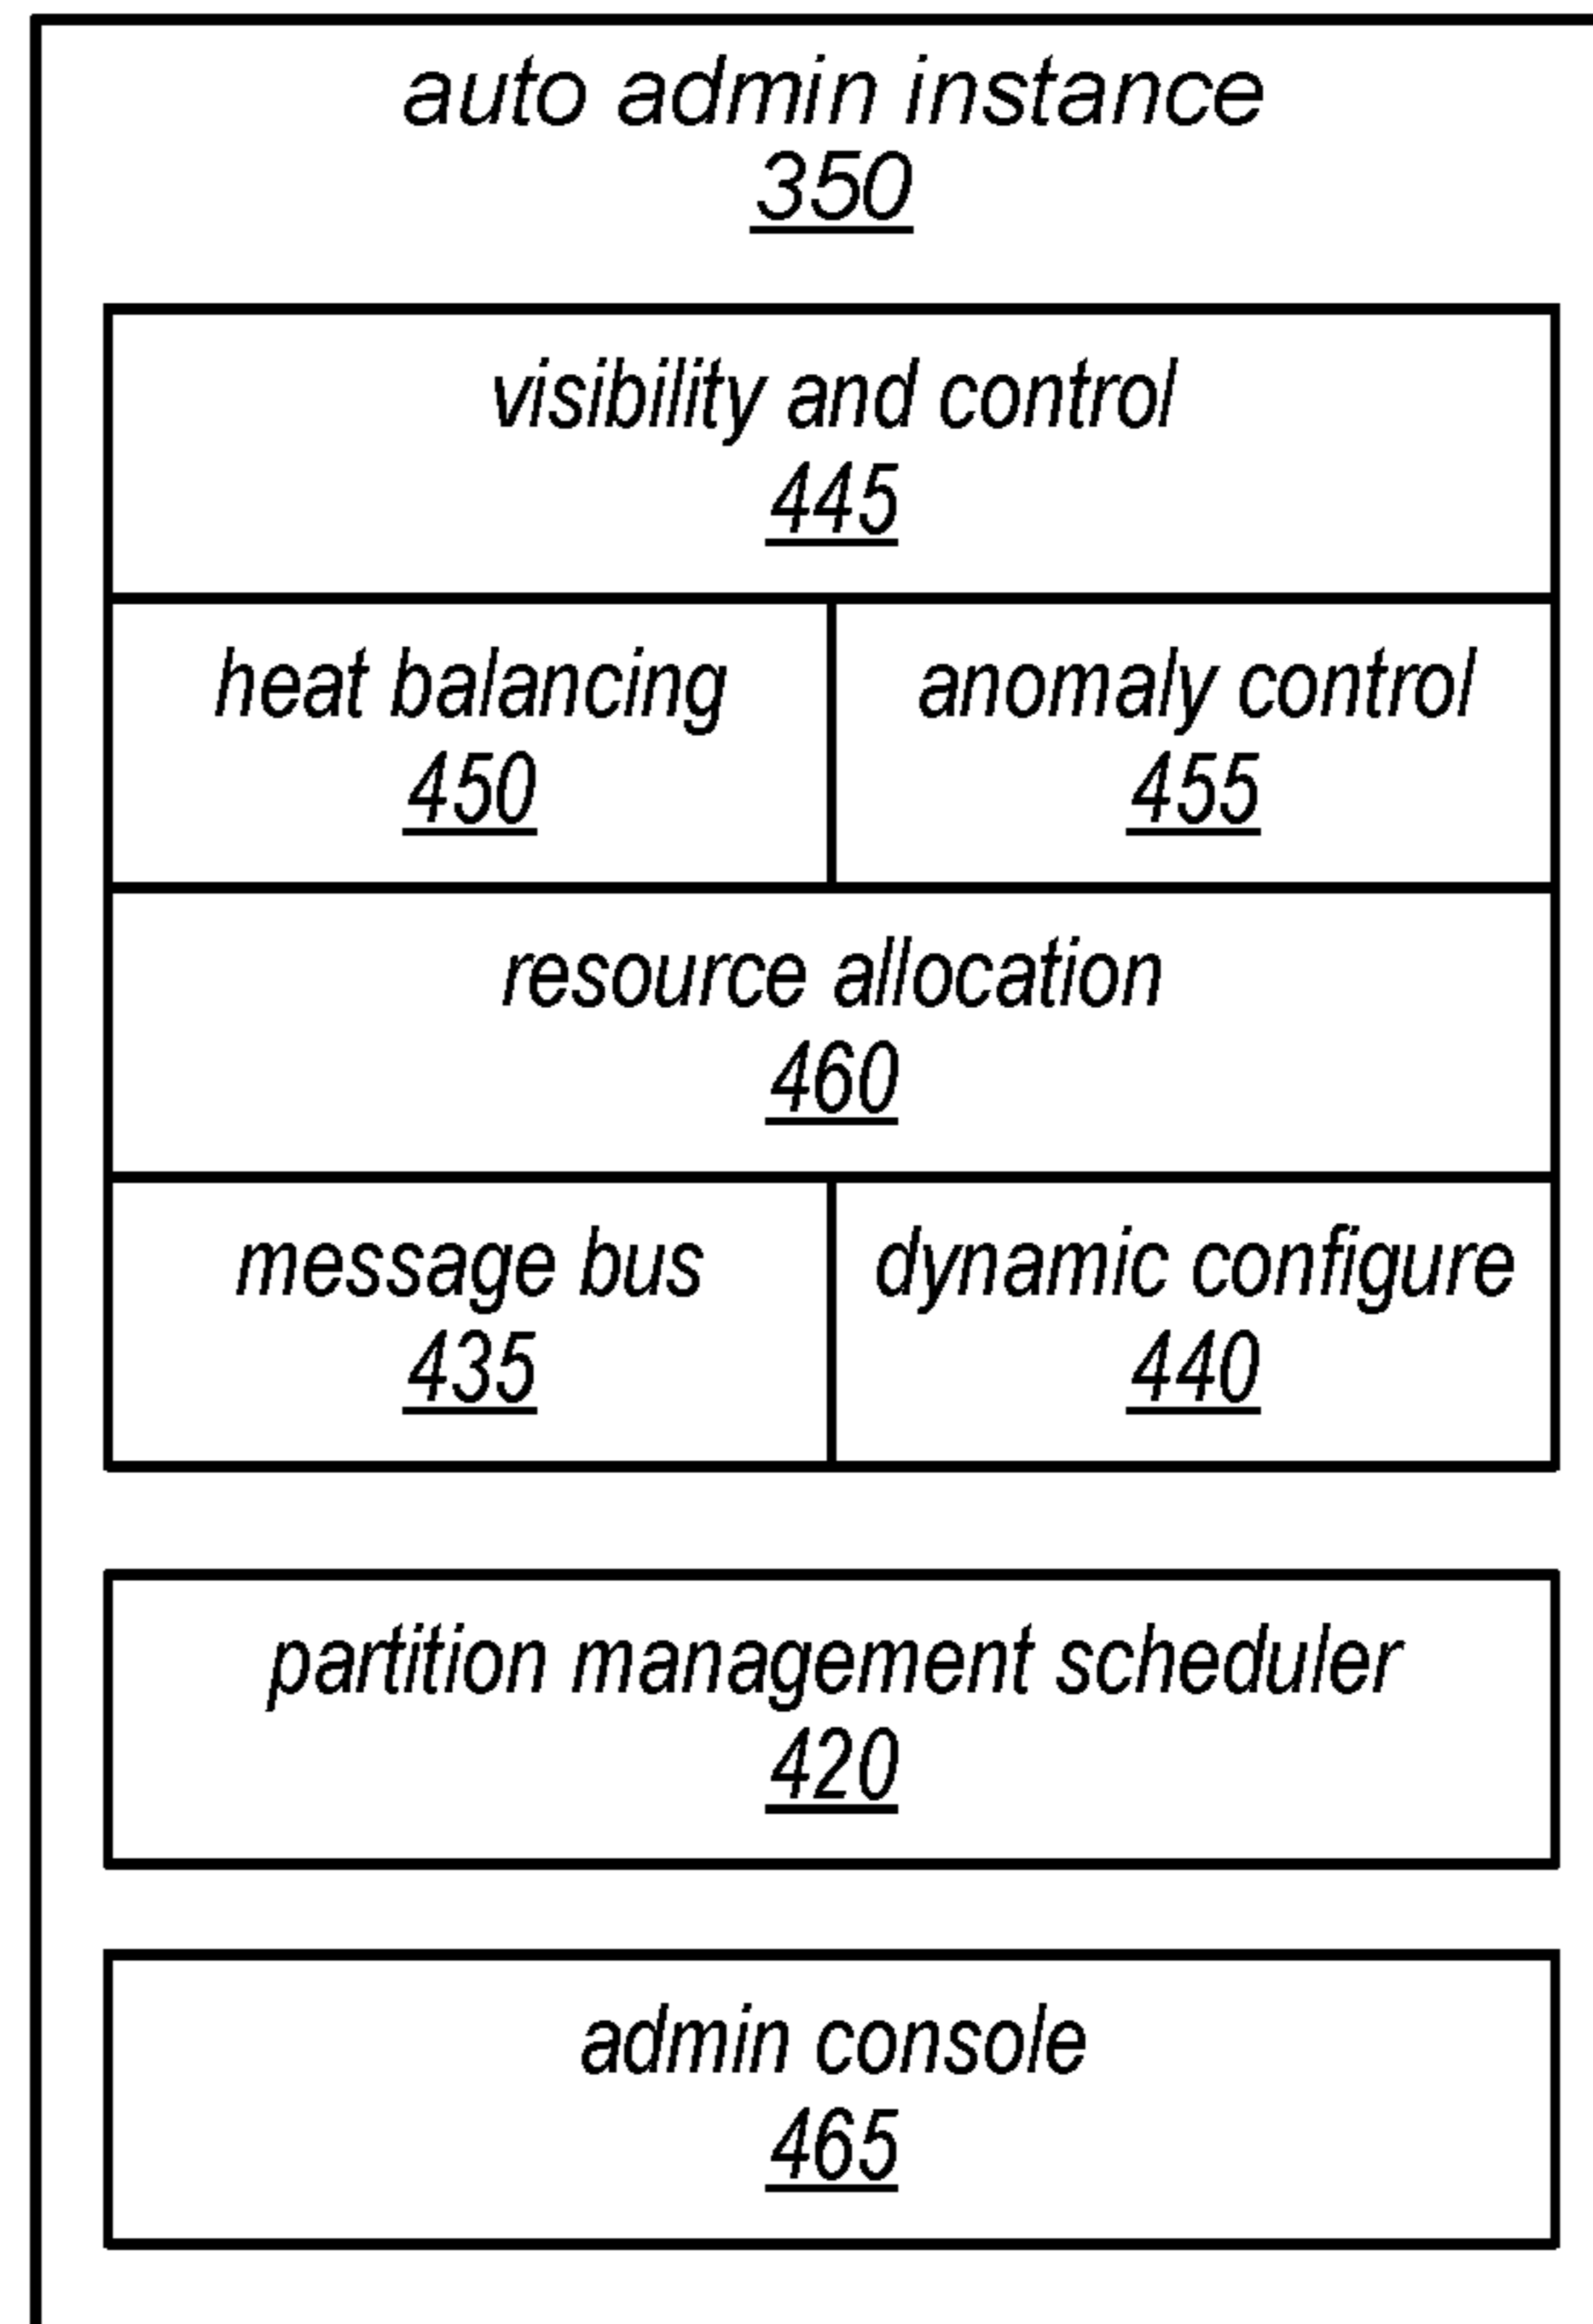 auto admin instance
350
visibility and control
445
heat balancing
450
anomaly control
455
resource allocation
460
message bus
435
dynamic configure
440
partition management scheduler
420
admin console
465